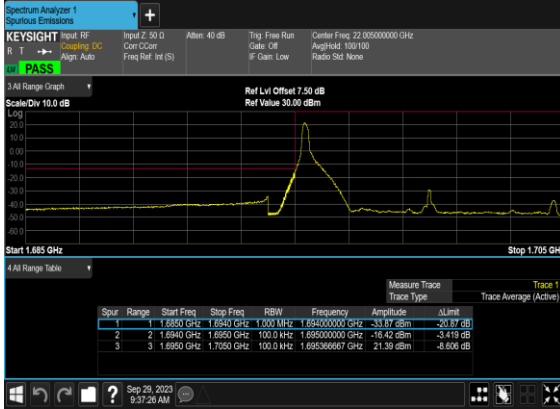 Spectrum Analyzer 1
Spurious Emissions
+
KEYSIGHT Input: RF Input Z: 50 Ω Atten: 40 dB Trig: Free Run Center Freq: 22.005000000 GHz
R T Coupling: DC Corr CCorr Gate: Off Avg|Hold: 100/100
Align: Auto Freq Ref: Int (S) IF Gain: Low Radio Std: None
PASS
3 All Range Graph Ref Lvl Offset 7.50 dB
Scale/Div 10.0 dB Ref Value 30.00 dBm
Log
20.0
10.0
0.00
-10.0
-20.0
-30.0
-40.0
-50.0
-60.0
Start 1.685 GHz Stop 1.705 GH
4 All Range Table
Measure Trace Trace 1
Trace Type Trace Average (Active)
Spur Range Start Freq Stop Freq RBW Frequency Amplitude ΔLimit
1 1 1.6850 GHz 1.6940 GHz 1.000 MHz 1.694000000 GHz -33.87 dBm -20.87 dB
2 2 1.6940 GHz 1.6950 GHz 100.0 kHz 1.695000000 GHz -16.42 dBm -3.419 dB
3 3 1.6950 GHz 1.7050 GHz 100.0 kHz 1.695366667 GHz 21.39 dBm -8.606 dB
? Sep 29, 2023
9:37:26 AM